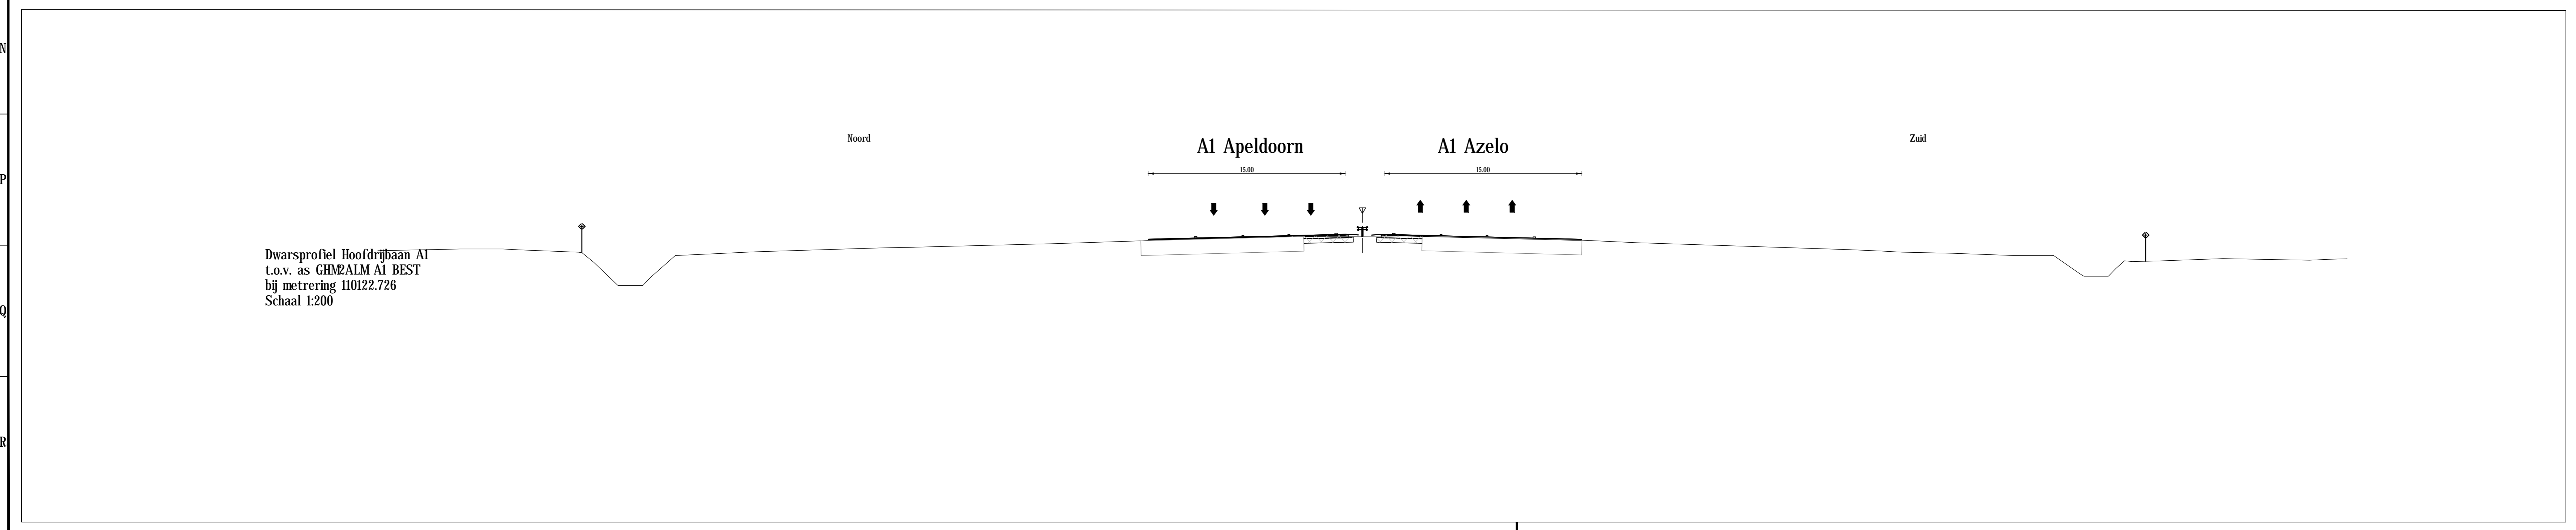 N
Noord
A1 Apeldoorn
A1 Azelo
Zuid
15.00
15.00
P
Dwarsprofiel Hoofdrijbaan A1
t.o.v. as GHM2ALM A1 BEST
bij metrering 110122.726
Schaal 1:200
Q
R